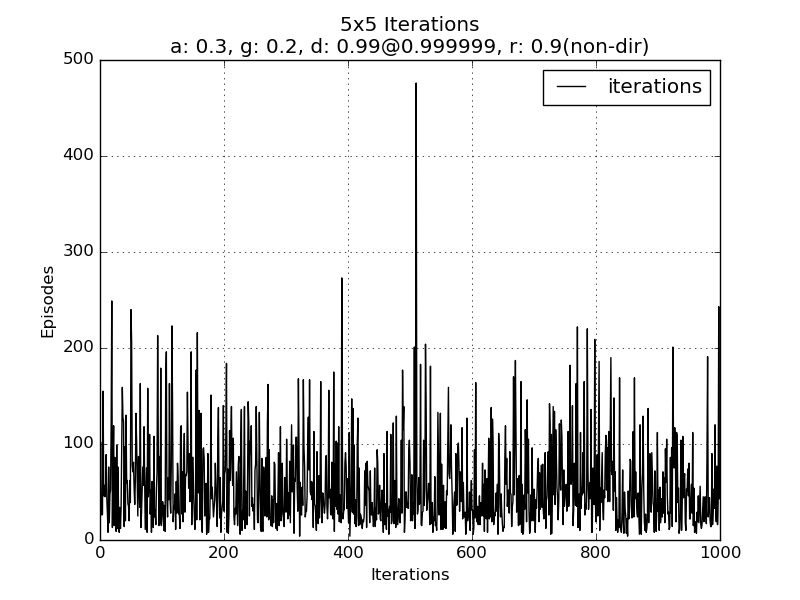 5x5 Iterations
a: 0.3, g: 0.2, d: 0.99@0.999999, r: 0.9(non-dir)
iterations
500
400
300
200
100
0
Episodes
0 200 400 600 800 1000
Iterations